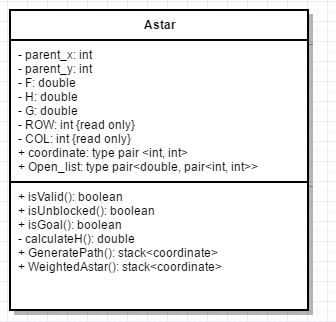 Astar
- parent_x: int
- parent_y: int
- F: double
- H: double
- G: double
- ROW: int {read only}
- COL: int {read only}
+ coordinate: type pair <int, int>
+ Open_list: type pair<double, pair<int, int>>
+ isValid(): boolean
+ isUnblocked(): boolean
+ isGoal(): boolean
- calculateH(): double
+ GeneratePath(): stack<coordinate>
+ WeightedAstar(): stack<coordinate>